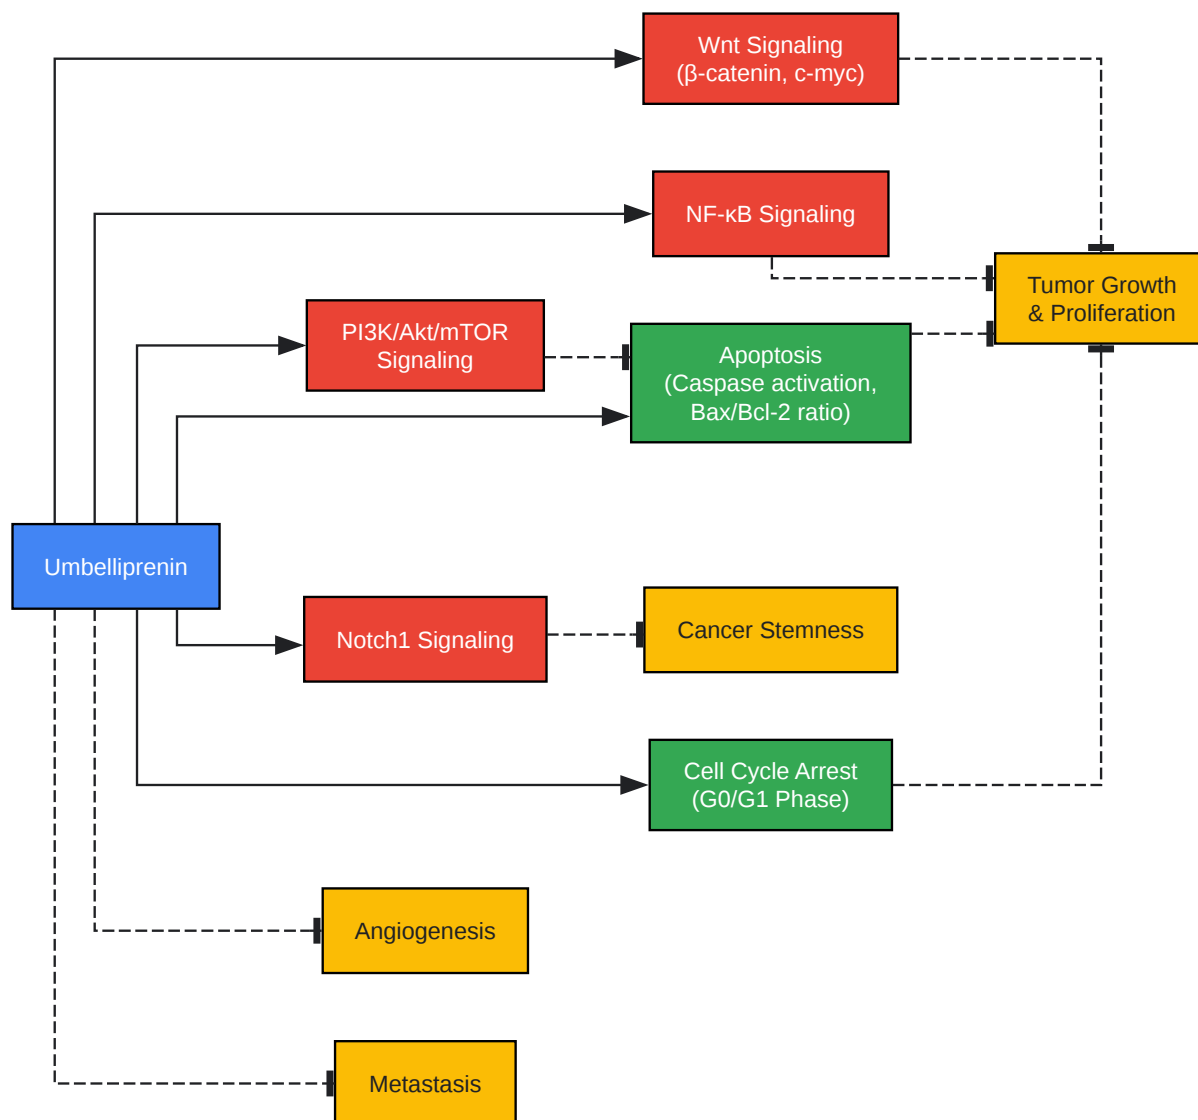 Wnt Signaling
(β-catenin, c-myc)
NF-κB Signaling
Tumor Growth
& Proliferation
PI3K/Akt/mTOR
Signaling
Apoptosis
(Caspase activation,
Bax/Bcl-2 ratio)
Umbelliprenin
Notch1 Signaling
Cancer Stemness
Cell Cycle Arrest
(G0/G1 Phase)
Angiogenesis
Metastasis